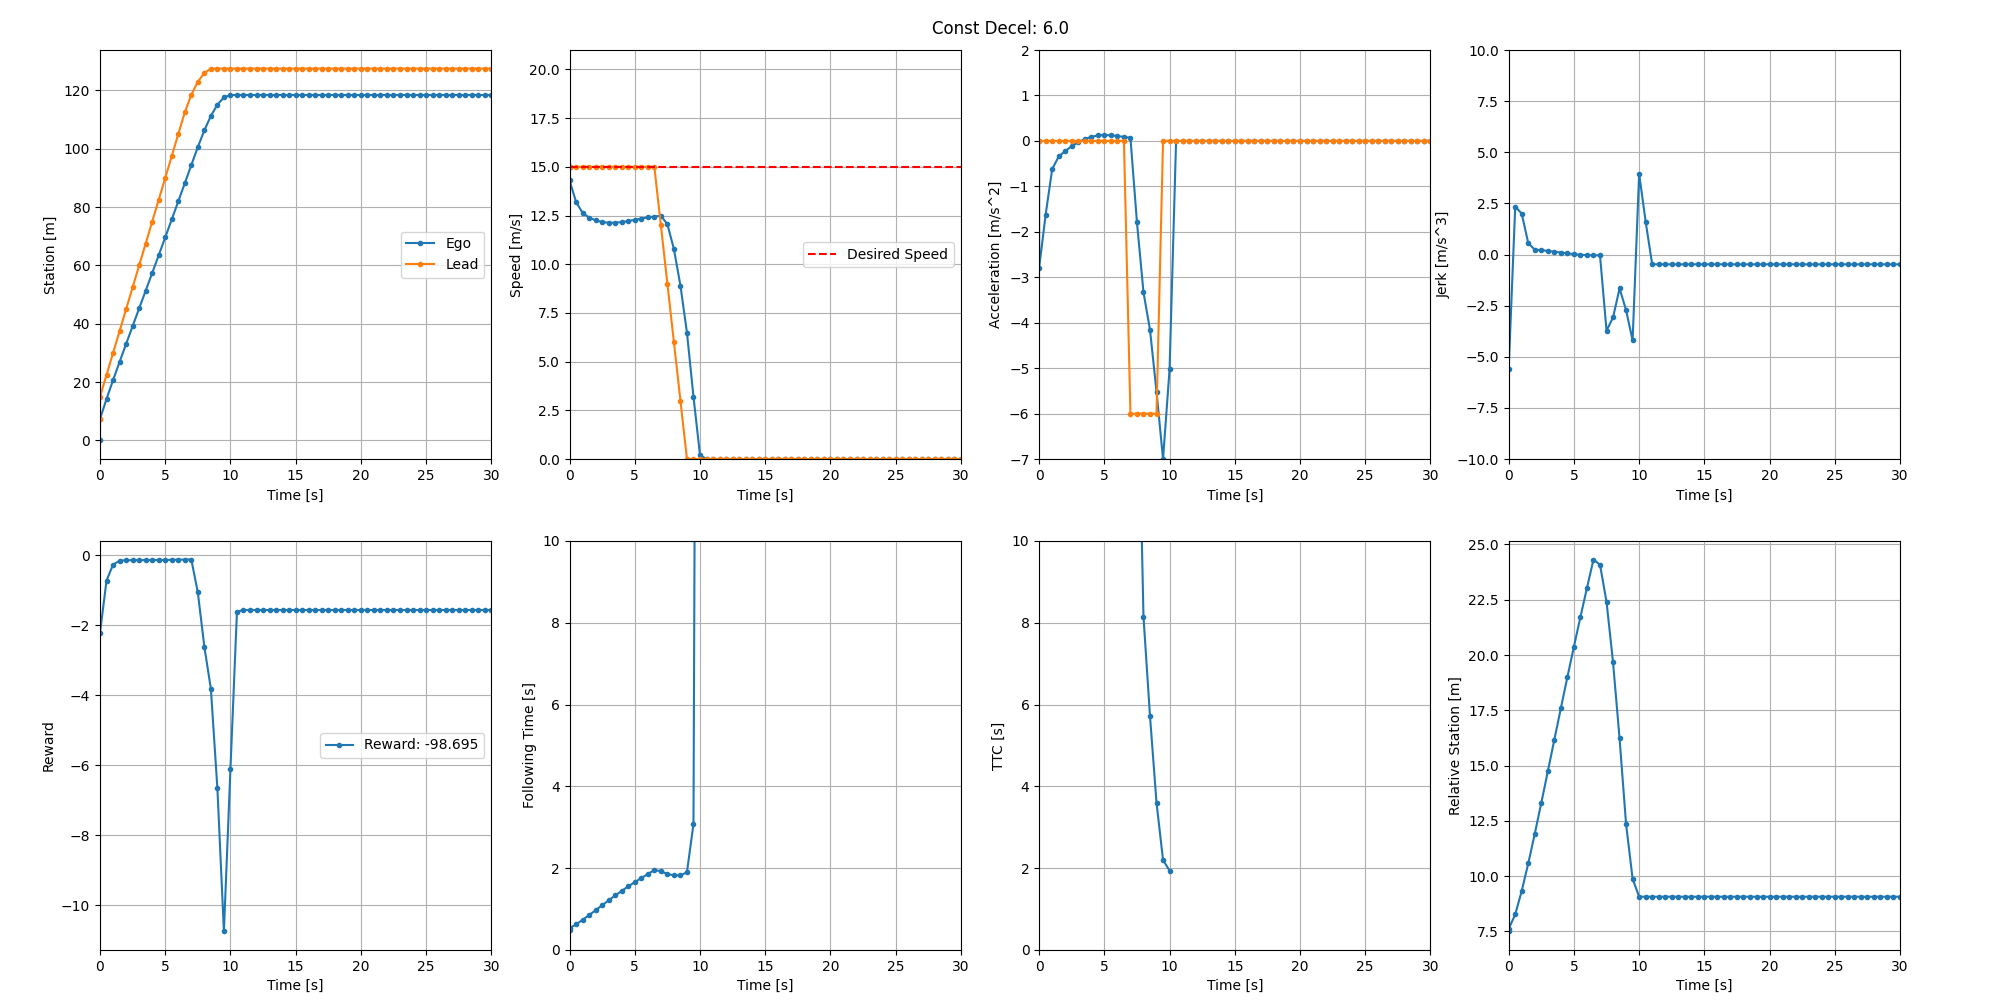 Const Decel: 6.0
Station [m]
120
100
80
60
40
20
0
Ego
Lead
0 5 10 15 20 25 30
Time [s]
Speed [m/s]
20.0
17.5
15.0
12.5
10.0
7.5
5.0
2.5
0.0
Desired Speed
0 5 10 15 20 25 30
Time [s]
Acceleration [m/s^2]
2
1
0
−1
−2
−3
−4
−5
−6
−7
0 5 10 15 20 25 30
Time [s]
Jerk [m/s^3]
10.0
7.5
5.0
2.5
0.0
−2.5
−5.0
−7.5
−10.0
0 5 10 15 20 25 30
Time [s]
Reward
0
−2
−4
−6
−8
−10
Reward: -98.695
0 5 10 15 20 25 30
Time [s]
Following Time [s]
10
8
6
4
2
0
0 5 10 15 20 25 30
Time [s]
TTC [s]
10
8
6
4
2
0
0 5 10 15 20 25 30
Time [s]
Relative Station [m]
25.0
22.5
20.0
17.5
15.0
12.5
10.0
7.5
0 5 10 15 20 25 30
Time [s]